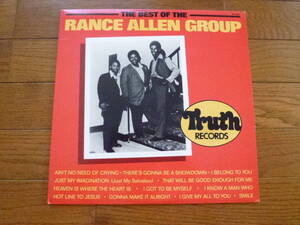 THE BEST OF THE
RANCE ALLEN GROUP
Truth
RECORDS
AIN'T NO NEED OF CRYING • THERE'S GONNA BE A SHOWDOWN • I BELONG TO YOU
JUST MY IMAGINATION (Just My Salvation) • THAT WILL BE GOOD ENOUGH FOR ME
HEAVEN IS WHERE THE HEART IS • I GOT TO BE MYSELF • I KNOW A MAN WHO
HOT LINE TO JESUS • GONNA MAKE IT ALRIGHT • I GIVE MY ALL TO YOU • SMILE